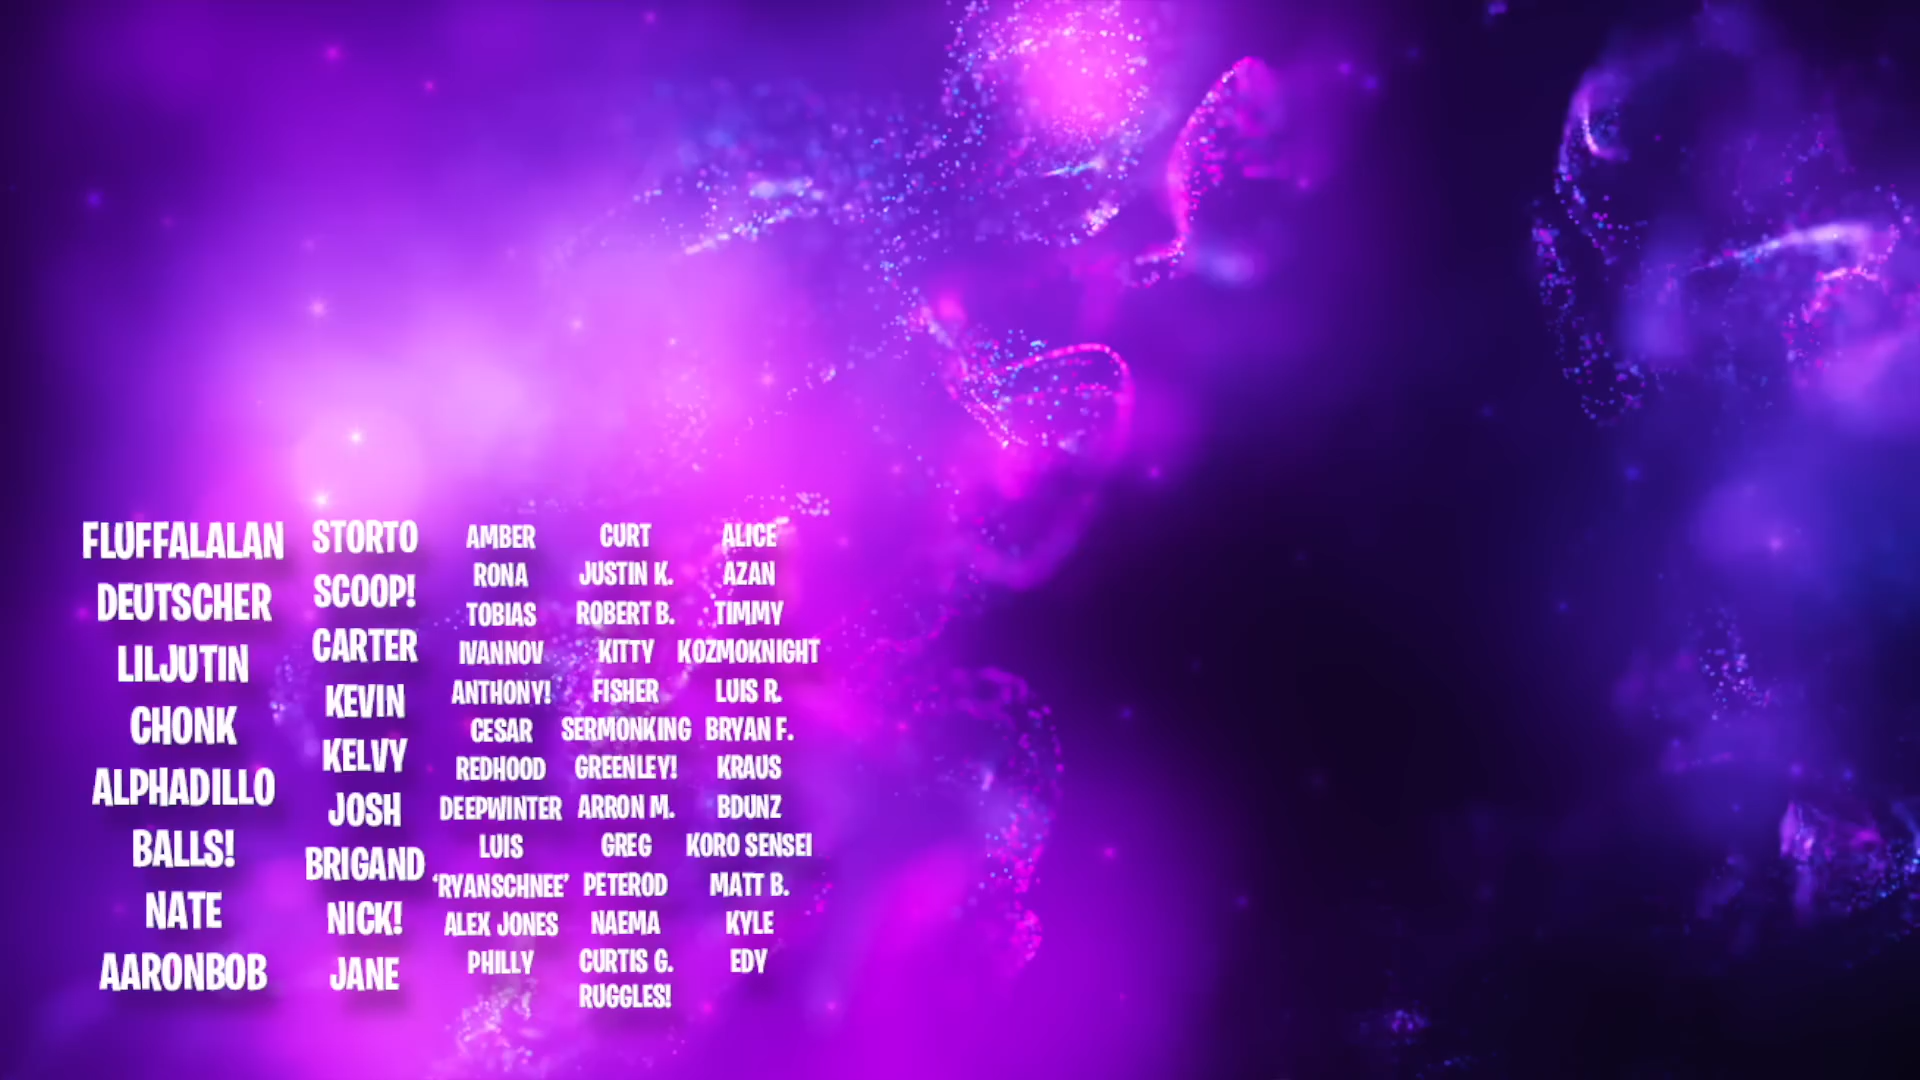 FLUFFALALAN
DEUTSCHER
LILJUTIN
CHONK
ALPHADILLO
BALLS!
NATE
AARONBOB
STORTO
SCOOP!
CARTER
KEVIN
KELVY
JOSH
BRIGAND
NICK!
JANE
AMBER
RONA
TOBIAS
IVANNOV
ANTHONY!
CESAR
REDHOOD
DEEPWINTER
LUIS
'RYANSCHNEE'
ALEX JONES
PHILLY
CURT
JUSTIN K.
ROBERT B.
KITTY
FISHER
SERMONKING
GREENLEY!
ARRON M.
GREG
PETEROD
NAEMA
CURTIS G.
RUGGLES!
ALICE
AZAN
TIMMY
KOZMOKNIGHT
LUIS R.
BRYAN F.
KRAUS
BDUNZ
KORO SENSEI
MATT B.
KYLE
EDY